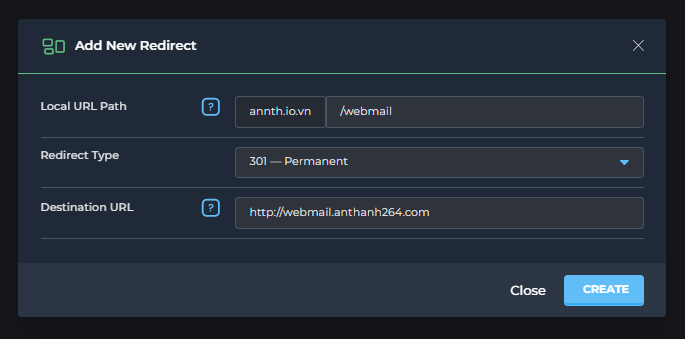 Add New Redirect
Local URL Path ? annth.io.vn /webmail
Redirect Type 301 — Permanent
Destination URL ? http://webmail.anthanh264.com
Close CREATE